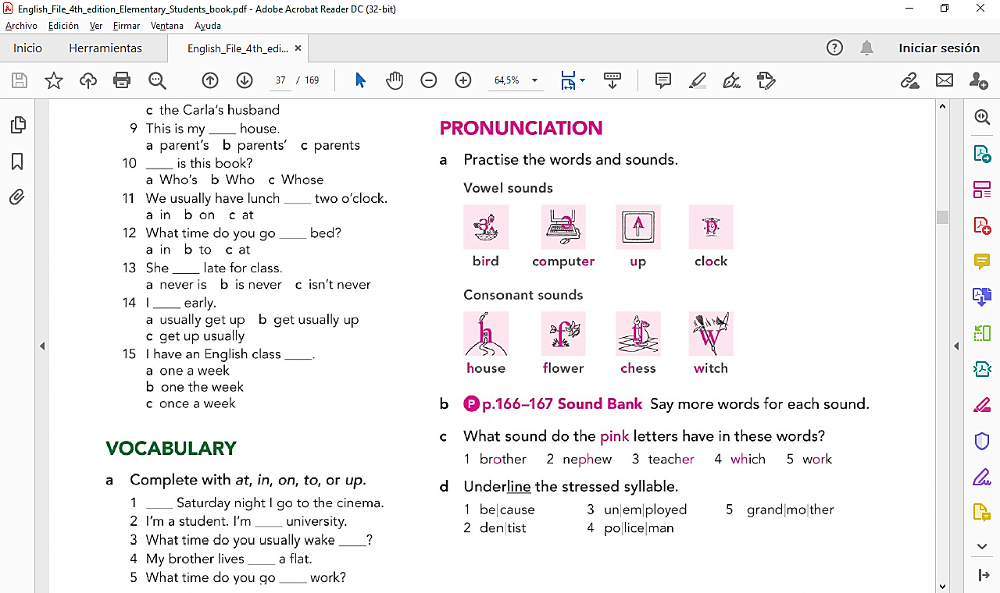 English_File_4th_edition_Elementary_Students_book.pdf - Adobe Acrobat Reader DC (32-bit)
Archivo Edición Ver Firmar Ventana Ayuda
Inicio Herramientas English_File_4th_edi... × Iniciar sesión
37 / 169 64,5%
c the Carla's husband
9 This is my ____ house.
a parent's b parents' c parents
10 ____ is this book?
a Who's b Who c Whose
11 We usually have lunch ____ two o'clock.
a in b on c at
12 What time do you go ____ bed?
a in b to c at
13 She ____ late for class.
a never is b is never c isn't never
14 I ____ early.
a usually get up b get usually up
c get up usually
15 I have an English class ____.
a one a week
b one the week
c once a week
VOCABULARY
a Complete with at, in, on, to, or up.
1 ____ Saturday night I go to the cinema.
2 I'm a student. I'm ____ university.
3 What time do you usually wake ____?
4 My brother lives ____ a flat.
5 What time do you go ____ work?
PRONUNCIATION
a Practise the words and sounds.
Vowel sounds
ɜː ə ʌ ɒ
bird computer up clock
Consonant sounds
h f tʃ w
house flower chess witch
b P p.166–167 Sound Bank Say more words for each sound.
c What sound do the pink letters have in these words?
1 brother 2 nephew 3 teacher 4 which 5 work
d Underline the stressed syllable.
1 be|cause 3 un|em|ployed 5 grand|mo|ther
2 den|tist 4 po|lice|man